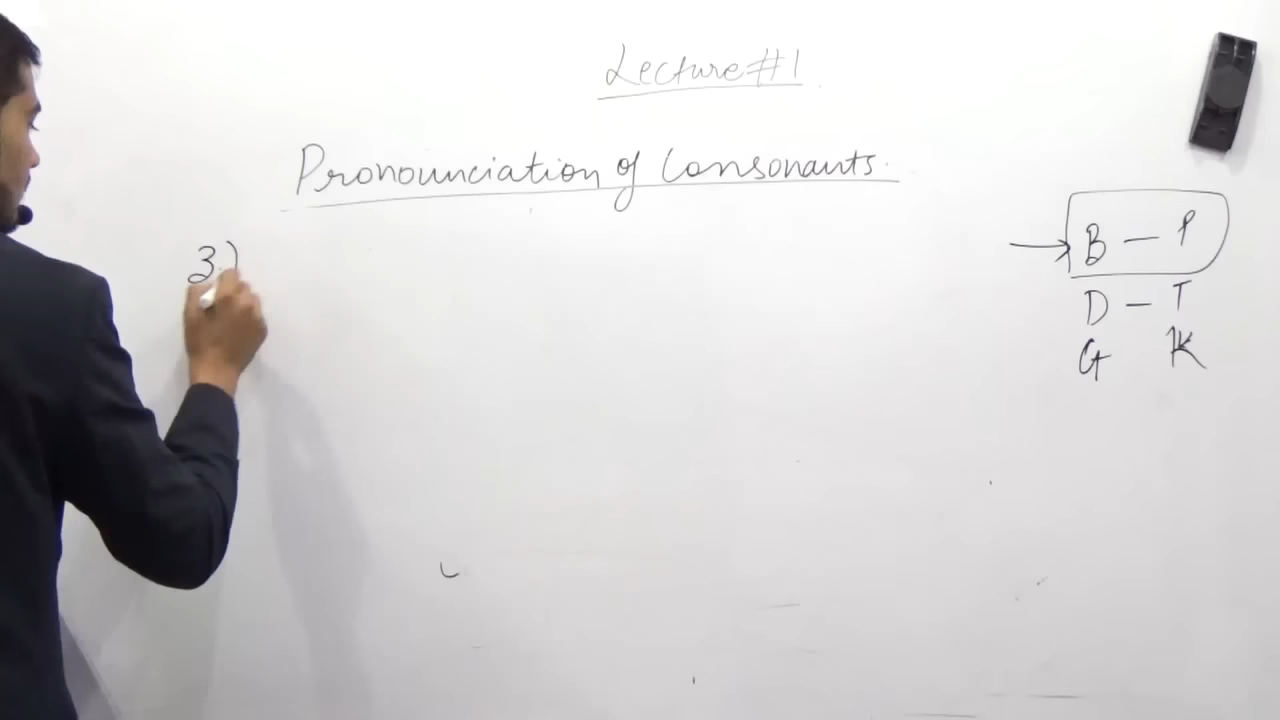 Lecture #1
Pronounciation of Consonants.
3)
B — P
D — T
G K